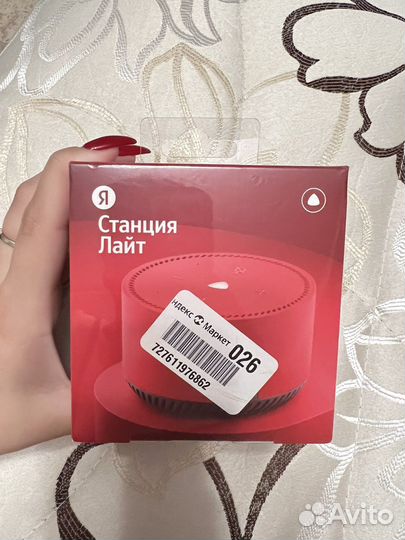 Я
Станция
Лайт
ндекс Маркет
026
727611976862
Avito